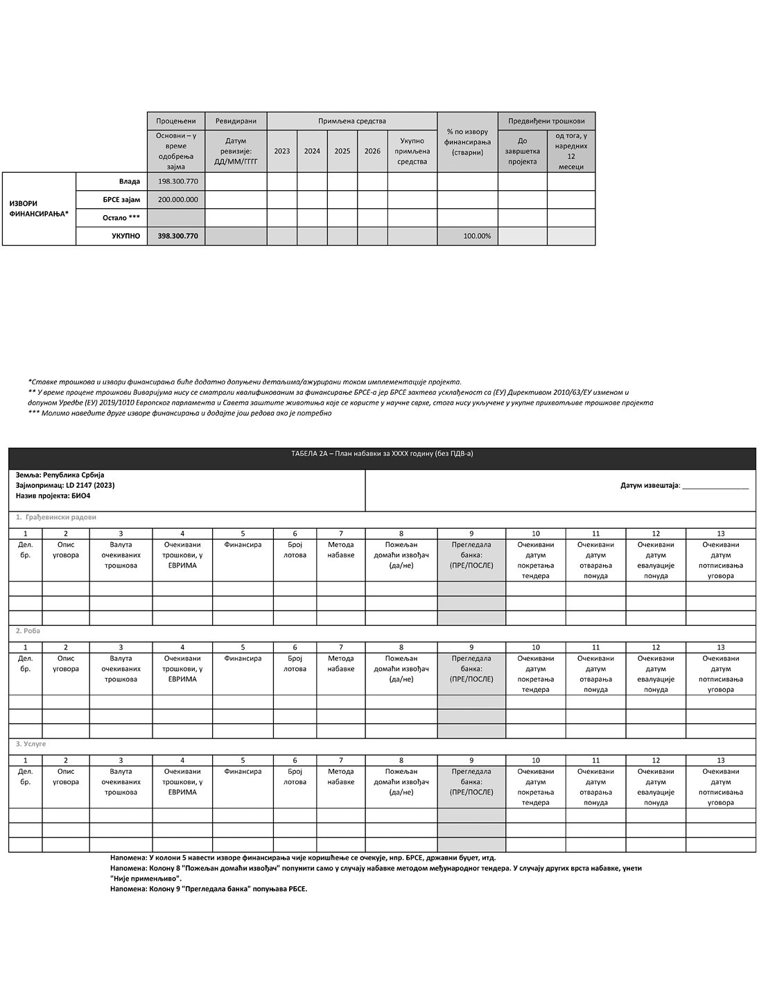 Процењени Ревидирани Примљена средства % по извору финансирања (стварни) Предвиђени трошкови
Основни – у време одобрења зајма Датум ревизије: ДД/ММ/ГГГГ 2023 2024 2025 2026 Укупно примљена средства До завршетка пројекта од тога, у наредних 12 месеци
ИЗВОРИ ФИНАНСИРАЊА*
Влада 198.300.770
БРСЕ зајам 200.000.000
Остало ***
УКУПНО 398.300.770 100.00%
*Ставке трошкова и извори финансирања биће додатно допуњени детаљима/ажурирани током имплементације пројекта.
** У време процене трошкови Виваријума нису се сматрали квалификованим за финансирање БРСЕ-а јер БРСЕ захтева усклађеност са (ЕУ) Директивом 2010/63/ЕУ изменом и
допуном Уредбе (ЕУ) 2019/1010 Европског парламента и Савета заштите животиња које се користе у научне сврхе, стога нису укључене у укупне прихватљиве трошкове пројекта
*** Молимо наведите друге изворе финансирања и додајте још редова ако је потребно
ТАБЕЛА 2А – План набавки за XXXX годину (без ПДВ-а)
Земља: Република Србија
Зајмопримац: LD 2147 (2023)
Назив пројекта: БИО4
Датум извештаја: _________________
1. Грађевински радови
1 2 3 4 5 6 7 8 9 10 11 12 13
Дел. бр. Опис уговора Валута очекиваних трошкова Очекивани трошкови, у ЕВРИМА Финансира Број лотова Метода набавке Пожељан домаћи извођач (да/не) Прегледала банка: (ПРЕ/ПОСЛЕ) Очекивани датум покретања тендера Очекивани датум отварања понуда Очекивани датум евалуације понуда Очекивани датум потписивања уговора
2. Роба
1 2 3 4 5 6 7 8 9 10 11 12 13
Дел. бр. Опис уговора Валута очекиваних трошкова Очекивани трошкови, у ЕВРИМА Финансира Број лотова Метода набавке Пожељан домаћи извођач (да/не) Прегледала банка: (ПРЕ/ПОСЛЕ) Очекивани датум покретања тендера Очекивани датум отварања понуда Очекивани датум евалуације понуда Очекивани датум потписивања уговора
3. Услуге
1 2 3 4 5 6 7 8 9 10 11 12 13
Дел. бр. Опис уговора Валута очекиваних трошкова Очекивани трошкови, у ЕВРИМА Финансира Број лотова Метода набавке Пожељан домаћи извођач (да/не) Прегледала банка: (ПРЕ/ПОСЛЕ) Очекивани датум покретања тендера Очекивани датум отварања понуда Очекивани датум евалуације понуда Очекивани датум потписивања уговора
Напомена: У колони 5 навести изворе финансирања чије коришћење се очекује, нпр. БРСЕ, државни буџет, итд.
Напомена: Колону 8 "Пожељан домаћи извођач" попунити само у случају набавке методом међународног тендера. У случају других врста набавке, унети
"Није применљиво".
Напомена: Колону 9 "Прегледала банка" попуњава РБСЕ.